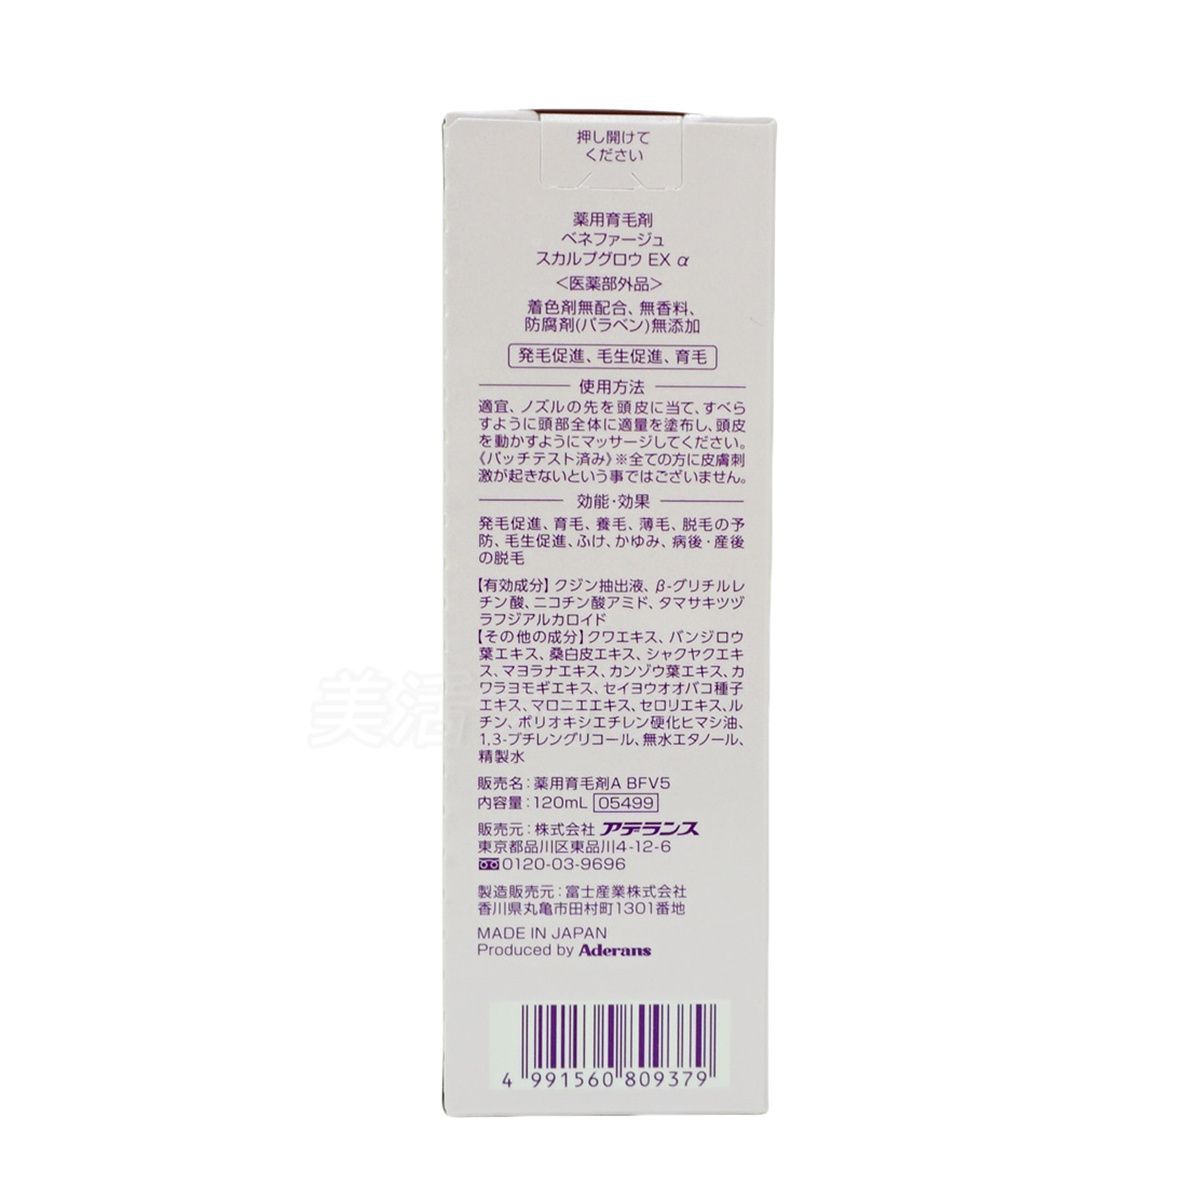 押し開けて
ください
薬用育毛剤
ベネファージュ
スカルプグロウ EX α
<医薬部外品>
着色剤無配合、無香料、
防腐剤(パラベン)無添加
発毛促進、毛生促進、育毛
使用方法
適宜、ノズルの先を頭皮に当て、すべら
すように頭部全体に適量を塗布し、頭皮
を動かすようにマッサージしてください。
《パッチテスト済み》※全ての方に皮膚刺
激が起きないという事ではございません。
効能・効果
発毛促進、育毛、養毛、薄毛、脱毛の予
防、毛生促進、ふけ、かゆみ、病後・産後
の脱毛
【有効成分】クジン抽出液、β-グリチルレ
チン酸、ニコチン酸アミド、タマサキツヅ
ラフジアルカロイド
【その他の成分】クワエキス、バンジロウ
葉エキス、桑白皮エキス、シャクヤクエキ
ス、マヨラナエキス、カンゾウ葉エキス、カ
ワラヨモギエキス、セイヨウオオバコ種子
エキス、マロニエエキス、セロリエキス、ル
チン、ポリオキシエチレン硬化ヒマシ油、
1,3-ブチレングリコール、無水エタノール、
精製水
販売名：薬用育毛剤A BFV5
内容量：120mL 05499
販売元：株式会社 アデランス
東京都品川区東品川4-12-6
0120-03-9696
製造販売元：富士産業株式会社
香川県丸亀市田村町1301番地
MADE IN JAPAN
Produced by Aderans
4 991560 809379
美活